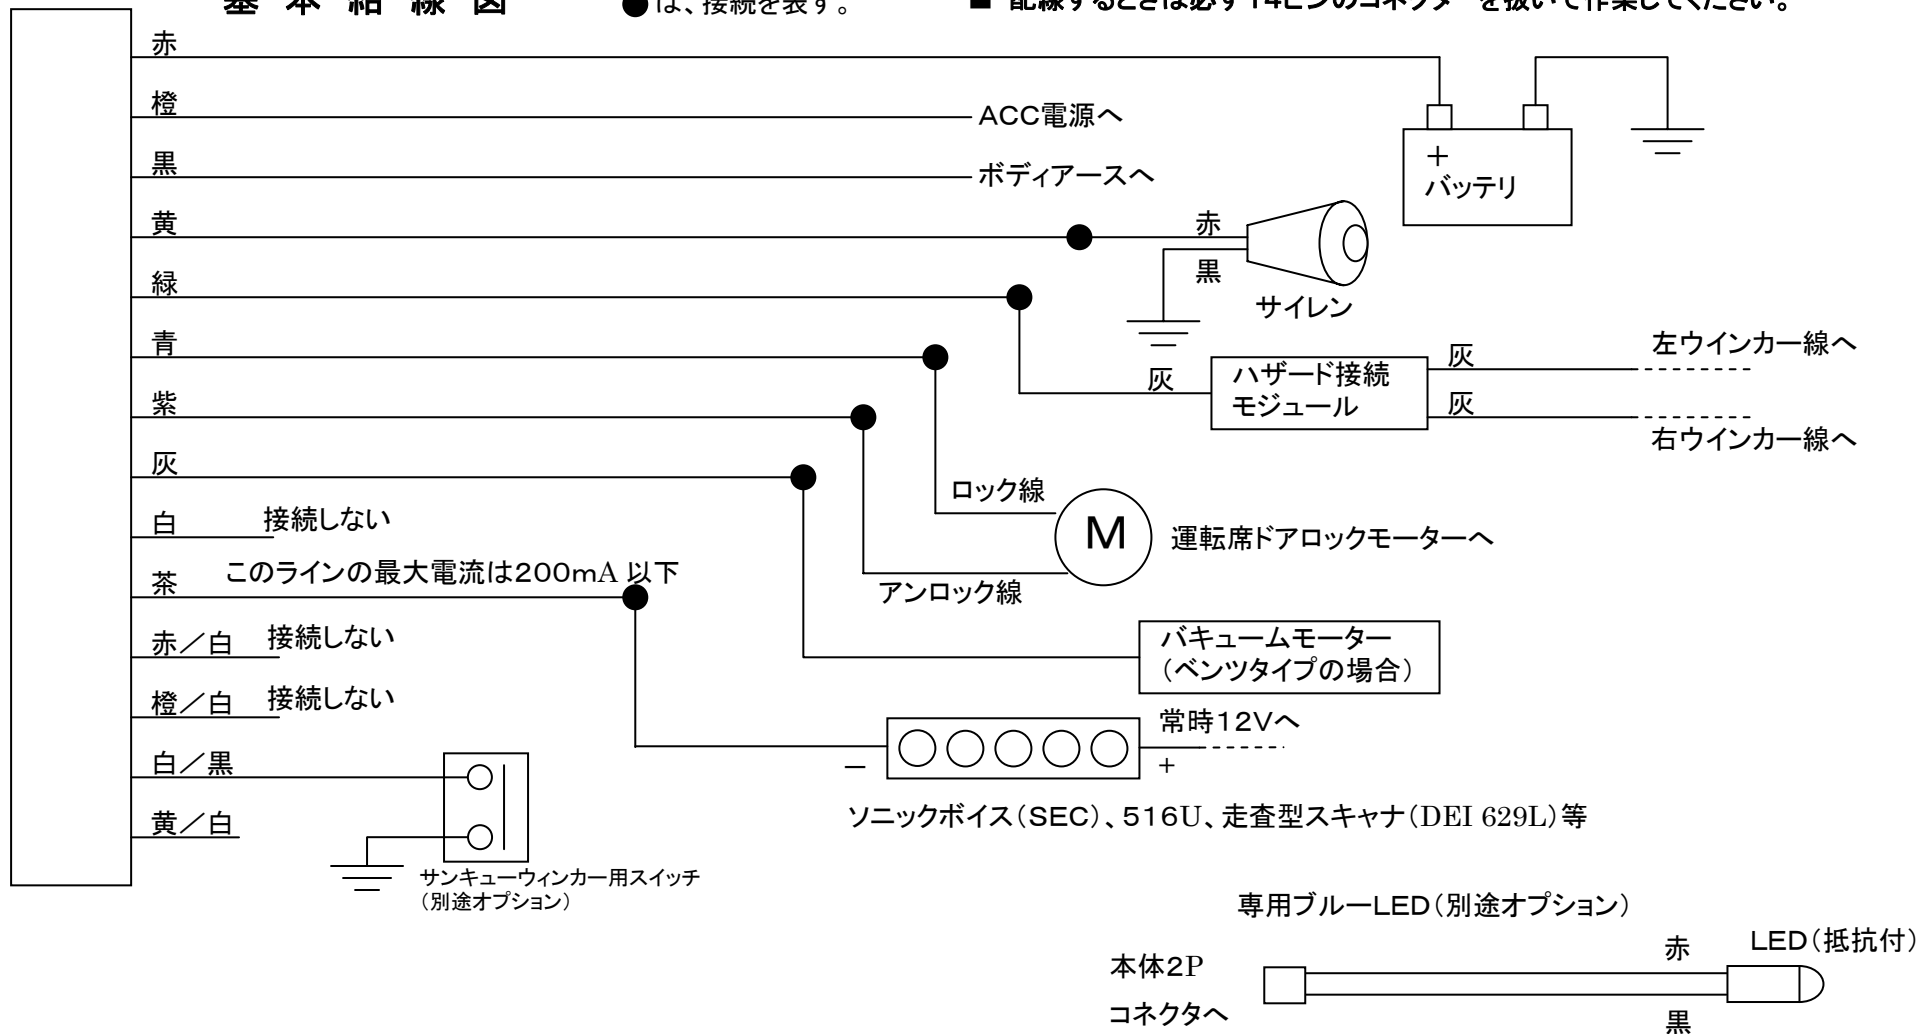 基本結線図
●は、接続を表す。
■ 配線するときは必ず14ピンのコネクターを抜いて作業してください。
赤
橙
ACC電源へ
黒
ボディアースへ
＋
バッテリ
黄
赤
黒
サイレン
緑
灰
ハザード接続
モジュール
灰
左ウインカー線へ
灰
右ウインカー線へ
青
紫
ロック線
M
運転席ドアロックモーターへ
アンロック線
灰
白
接続しない
茶
このラインの最大電流は200mA 以下
バキュームモーター
（ベンツタイプの場合）
赤／白
接続しない
橙／白
接続しない
常時12Vへ
－
＋
ソニックボイス（SEC）、516U、走査型スキャナ（DEI 629L）等
白／黒
黄／白
サンキューウィンカー用スイッチ
（別途オプション）
専用ブルーLED（別途オプション）
本体2P
コネクタへ
赤
LED（抵抗付）
黒